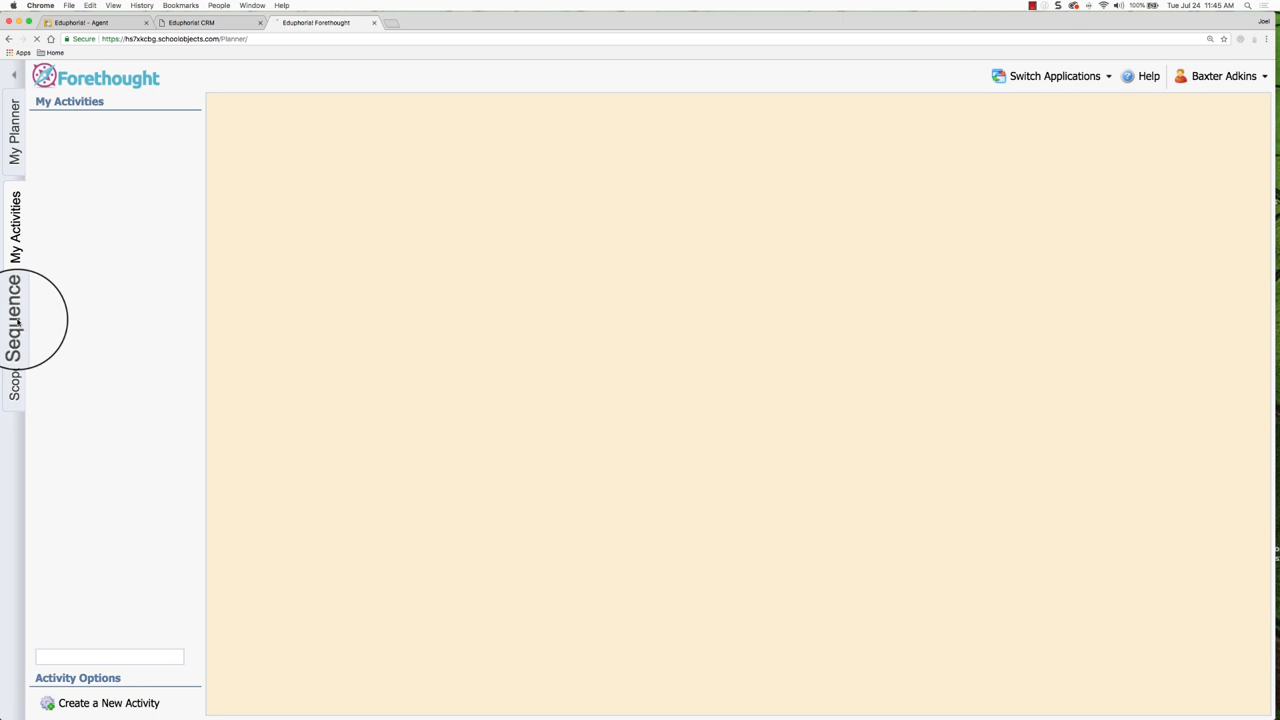 Chrome File Edit View History Bookmarks People Window Help 100% Tue Jul 24 11:45 AM
Eduphoria! - Agent Eduphoria! CRM Eduphoria! Forethought Joel
Secure https://hs7xkcbg.schoolobjects.com/Planner/
Apps Home
Forethought Switch Applications Help Baxter Adkins
My Activities
My Planner
My Activities
Scop Sequence
Activity Options
Create a New Activity